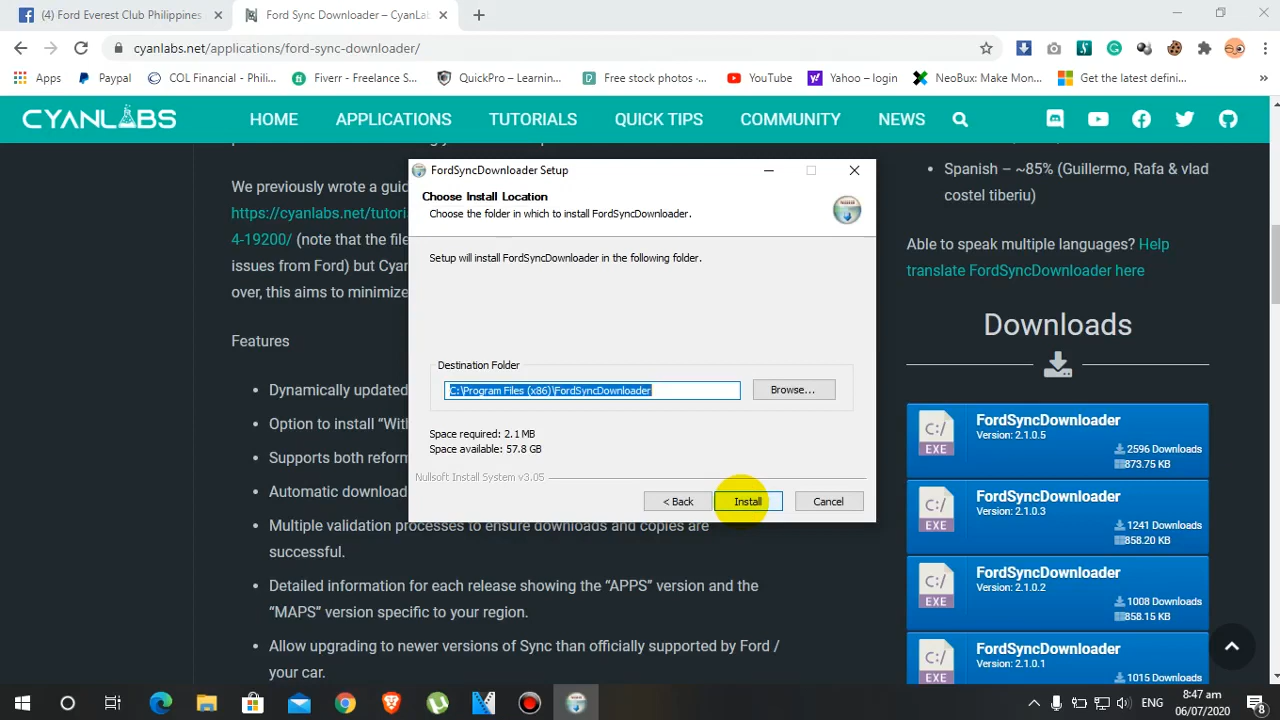 (4) Ford Everest Club Philippines
Ford Sync Downloader – CyanLab
cyanlabs.net/applications/ford-sync-downloader/
Apps
Paypal
COL Financial - Phili...
Fiverr - Freelance S...
QuickPro – Learnin...
Free stock photos ·...
YouTube
Yahoo – login
NeoBux: Make Mon...
Get the latest defini...
»
CYANLABS
HOME
APPLICATIONS
TUTORIALS
QUICK TIPS
COMMUNITY
NEWS
We previously wrote a guid
https://cyanlabs.net/tutori
4-19200/ (note that the file
issues from Ford) but Cyan
over, this aims to minimize
Features
• Dynamically updated
• Option to install “With
• Supports both reform
• Automatic download
• Multiple validation processes to ensure downloads and copies are
successful.
• Detailed information for each release showing the “APPS” version and the
“MAPS” version specific to your region.
• Allow upgrading to newer versions of Sync than officially supported by Ford /
your car.
FordSyncDownloader Setup
Choose Install Location
Choose the folder in which to install FordSyncDownloader.
Setup will install FordSyncDownloader in the following folder.
Destination Folder
C:\Program Files (x86)\FordSyncDownloader
Browse...
Space required: 2.1 MB
Space available: 57.8 GB
Nullsoft Install System v3.05
< Back
Install
Cancel
• Spanish – ~85% (Guillermo, Rafa & vlad
costel tiberiu)
Able to speak multiple languages? Help
translate FordSyncDownloader here
Downloads
C:/
EXE
FordSyncDownloader
Version: 2.1.0.5
2596 Downloads
873.75 KB
C:/
EXE
FordSyncDownloader
Version: 2.1.0.3
1241 Downloads
858.20 KB
C:/
EXE
FordSyncDownloader
Version: 2.1.0.2
1008 Downloads
858.15 KB
C:/
EXE
FordSyncDownloader
Version: 2.1.0.1
1015 Downloads
ENG
8:47 am
06/07/2020
8